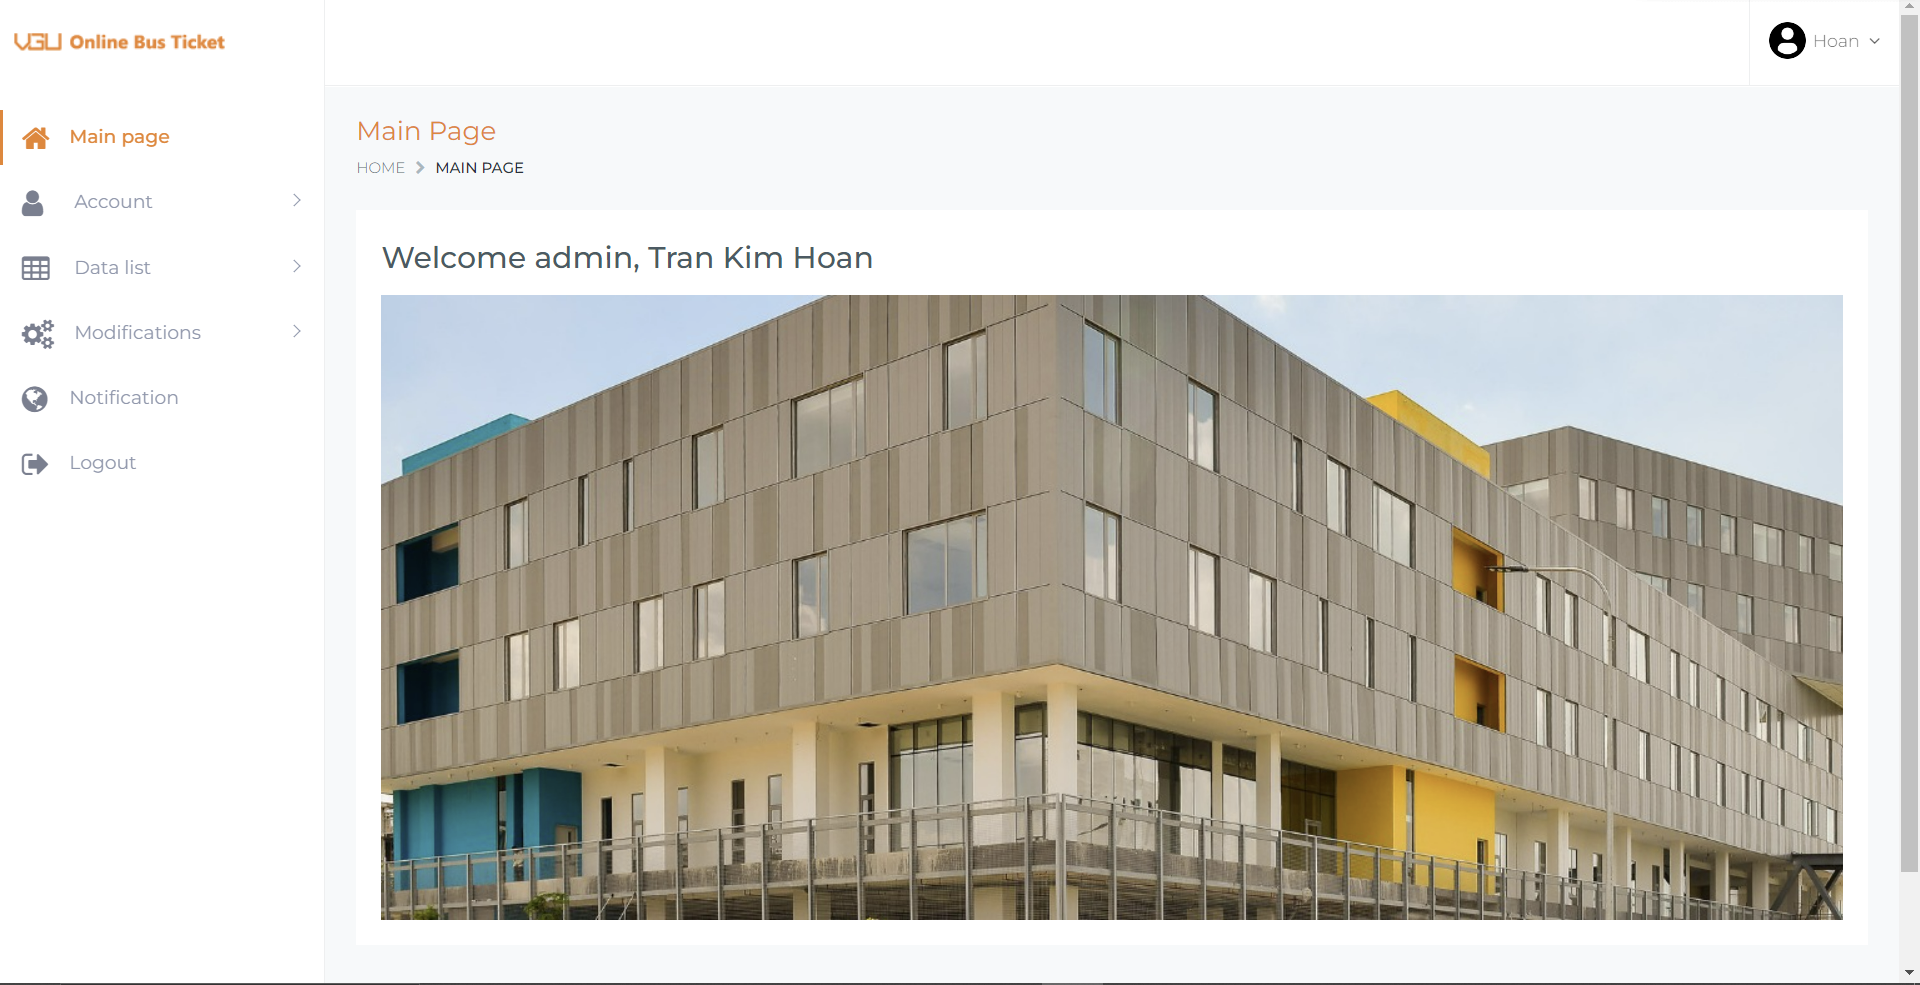 VGU Online Bus Ticket
Hoan
Main page
Account
Data list
Modifications
Notification
Logout
Main Page
HOME MAIN PAGE
Welcome admin, Tran Kim Hoan